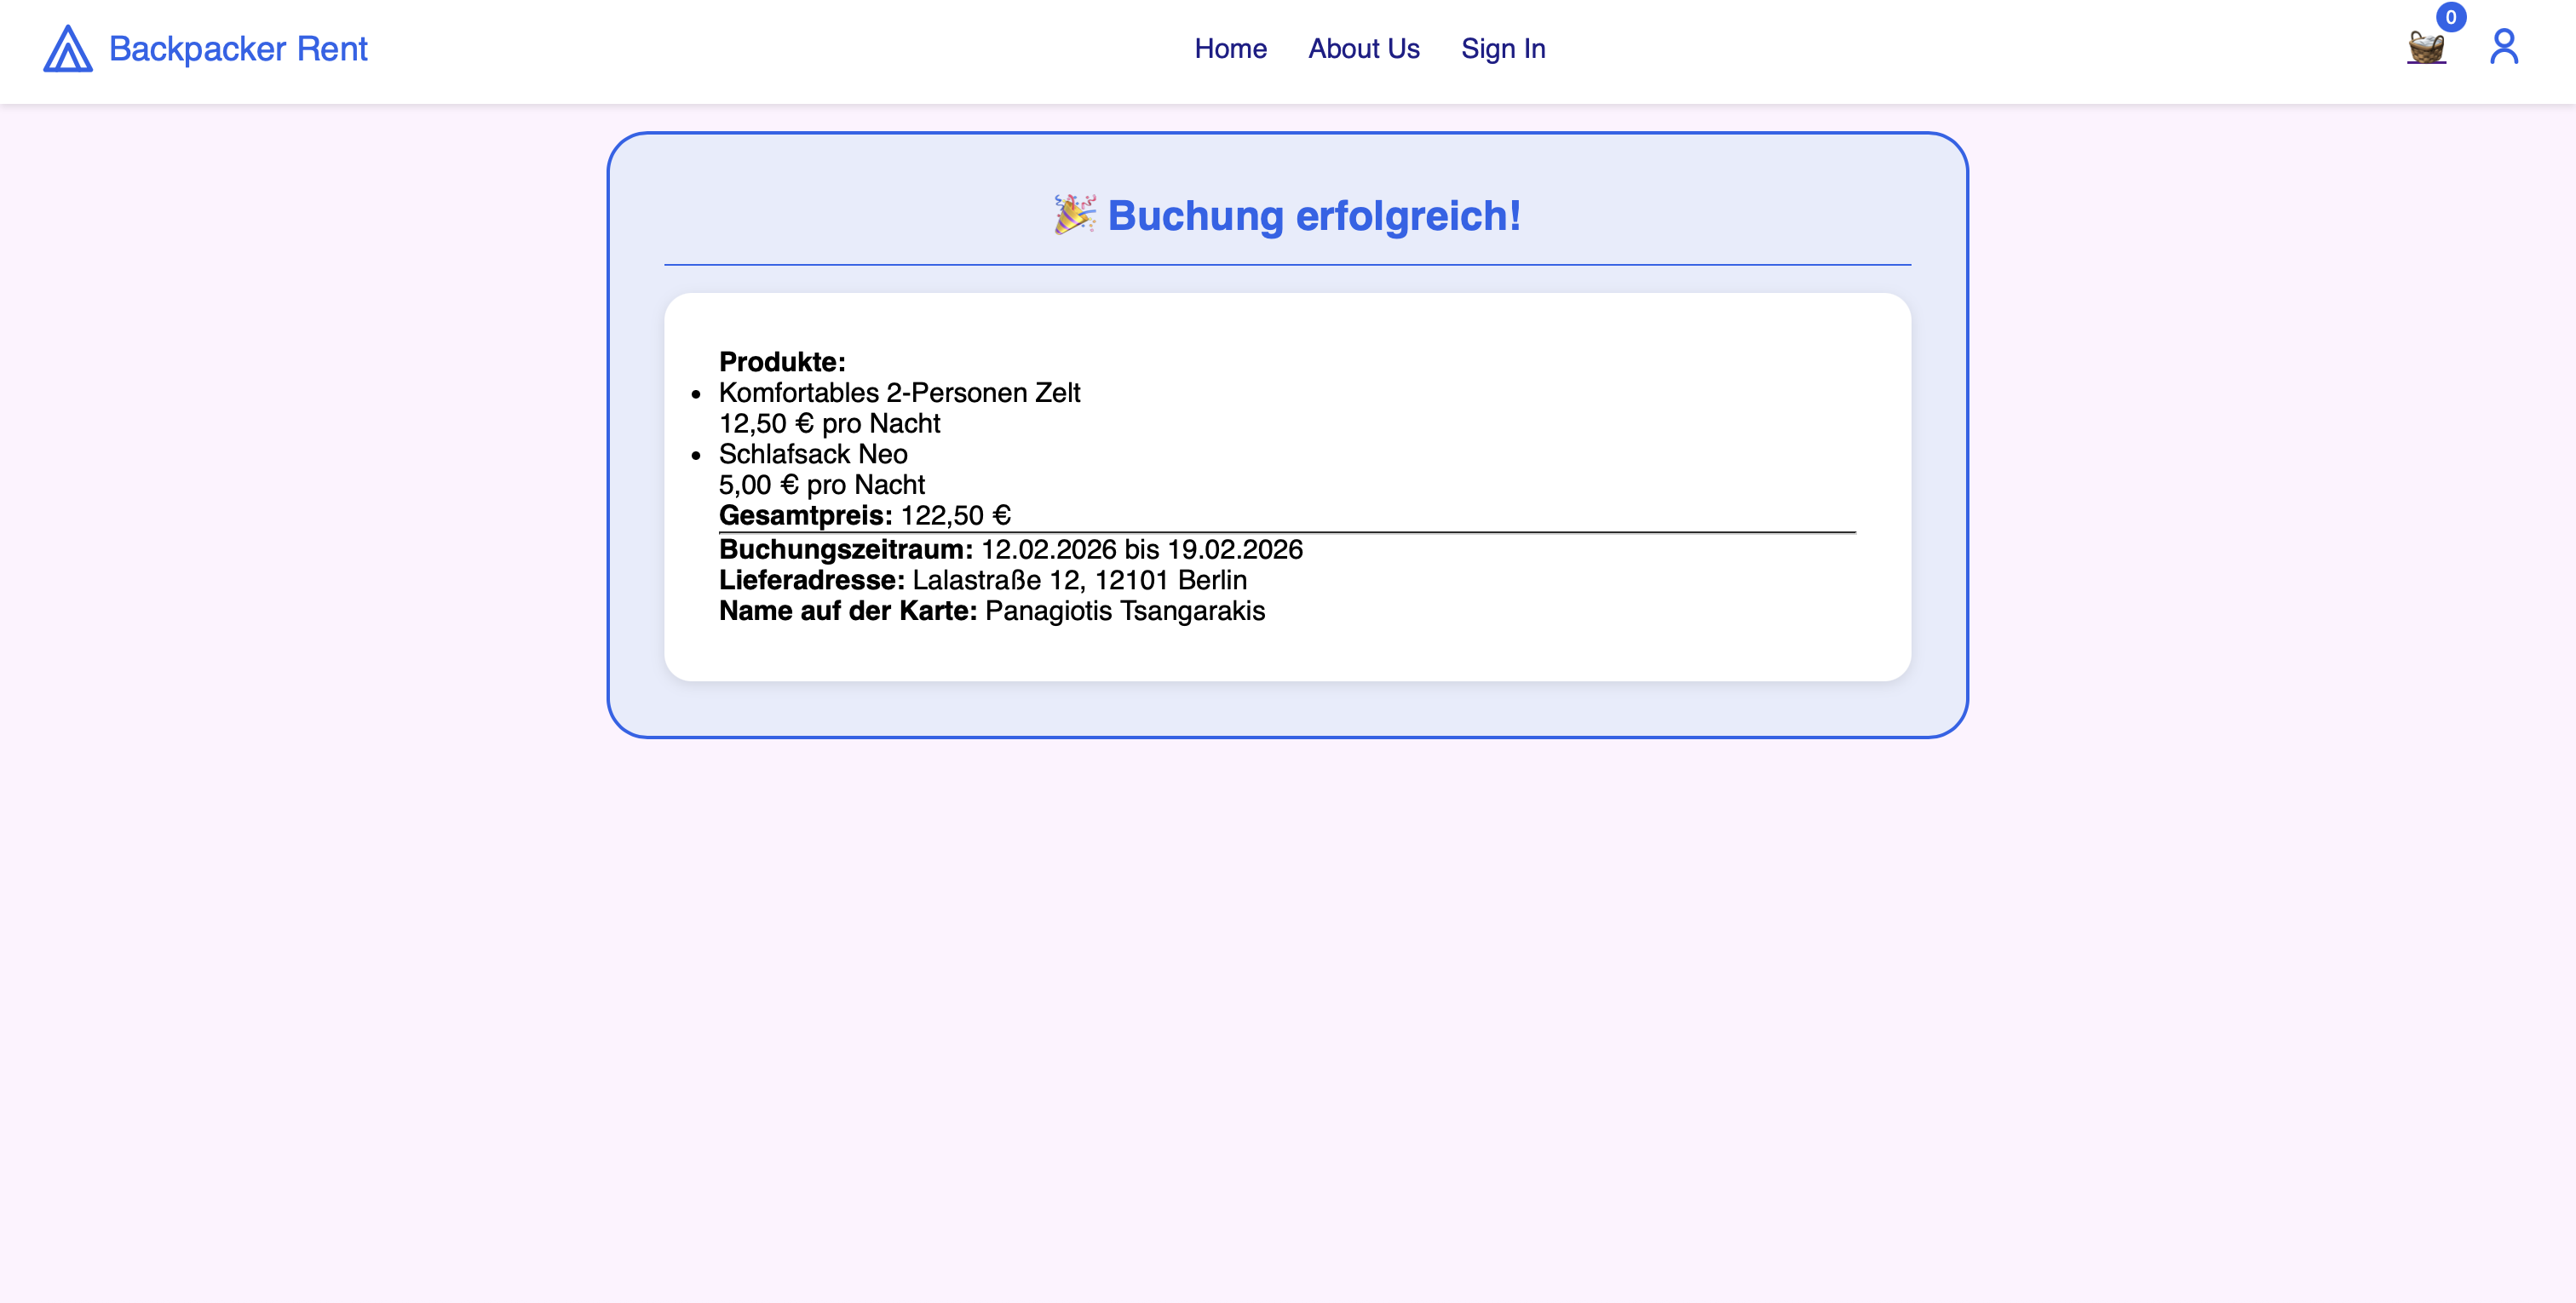 Backpacker Rent
Home
About Us
Sign In
0
🎉 Buchung erfolgreich!
Produkte:
• Komfortables 2-Personen Zelt
12,50 € pro Nacht
• Schlafsack Neo
5,00 € pro Nacht
Gesamtpreis: 122,50 €
Buchungszeitraum: 12.02.2026 bis 19.02.2026
Lieferadresse: Lalastraße 12, 12101 Berlin
Name auf der Karte: Panagiotis Tsangarakis